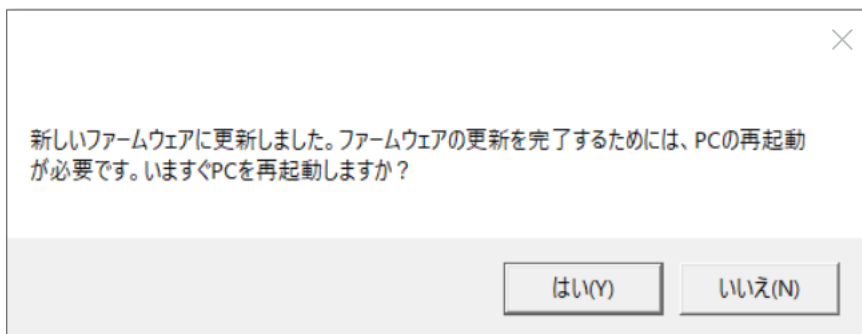 新しいファームウェアに更新しました。ファームウェアの更新を完了するためには、PCの再起動
が必要です。いますぐPCを再起動しますか？
はい(Y)
いいえ(N)